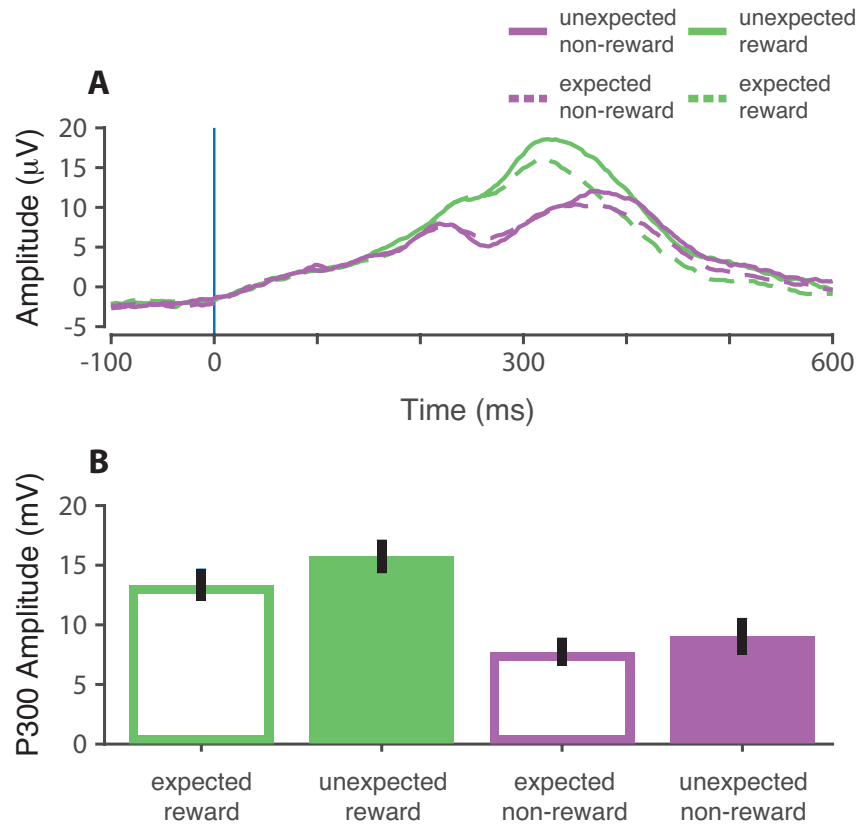 unexpected
non-reward
unexpected
reward
expected
non-reward
expected
reward
A
Amplitude (μV)
20
15
10
5
0
-5
-100
0
300
600
Time (ms)
B
P300 Amplitude (mV)
20
15
10
5
0
expected
reward
unexpected
reward
expected
non-reward
unexpected
non-reward